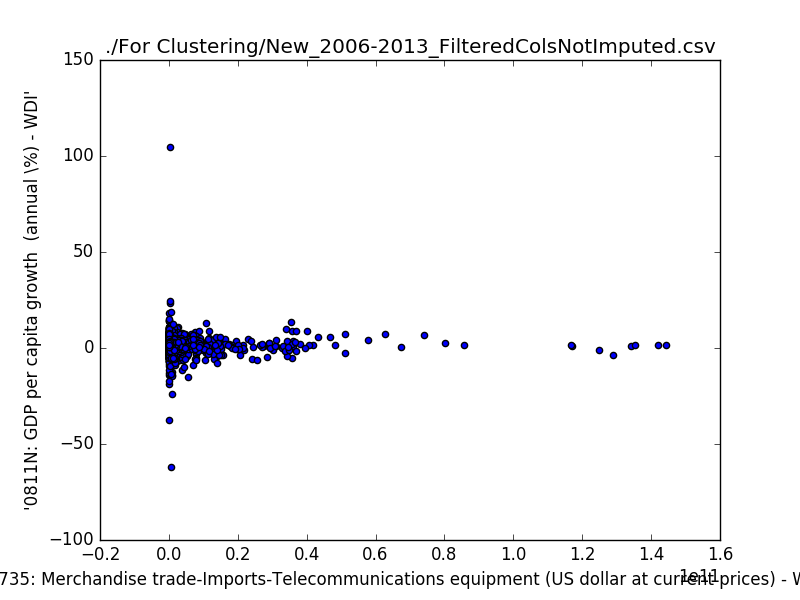 ./For Clustering/New_2006-2013_FilteredColsNotImputed.csv
'0811N: GDP per capita growth  (annual \%) - WDI'
150
100
50
0
−50
−100
−0.2 0.0 0.2 0.4 0.6 0.8 1.0 1.2 1.4 1.6
1e11
735: Merchandise trade-Imports-Telecommunications equipment (US dollar at current prices) - W